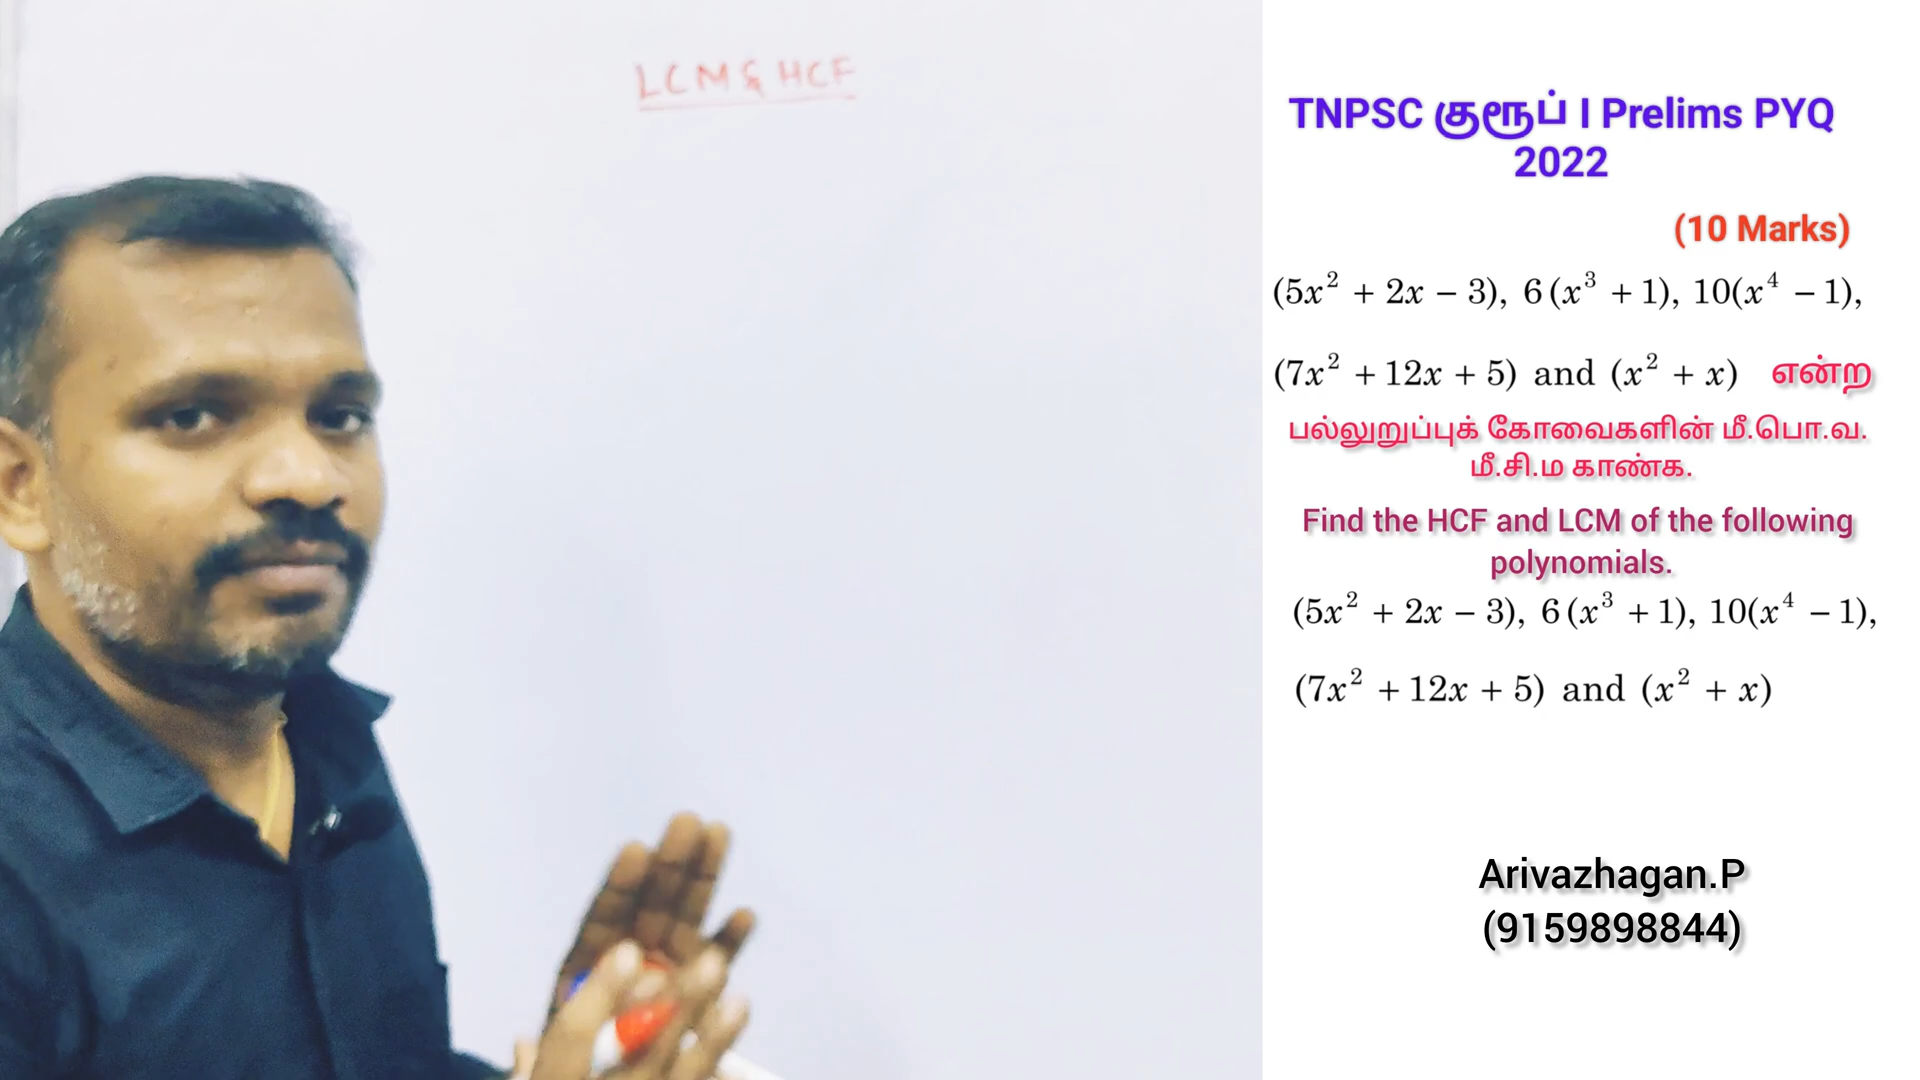 LCM & HCF
TNPSC குரூப் I Prelims PYQ
2022
(10 Marks)
(5x² + 2x − 3), 6(x³ + 1), 10(x⁴ − 1),
(7x² + 12x + 5) and (x² + x) என்ற
பல்லுறுப்புக் கோவைகளின் மீ.பொ.வ.
மீ.சி.ம காண்க.
Find the HCF and LCM of the following
polynomials.
(5x² + 2x − 3), 6(x³ + 1), 10(x⁴ − 1),
(7x² + 12x + 5) and (x² + x)
Arivazhagan.P
(9159898844)